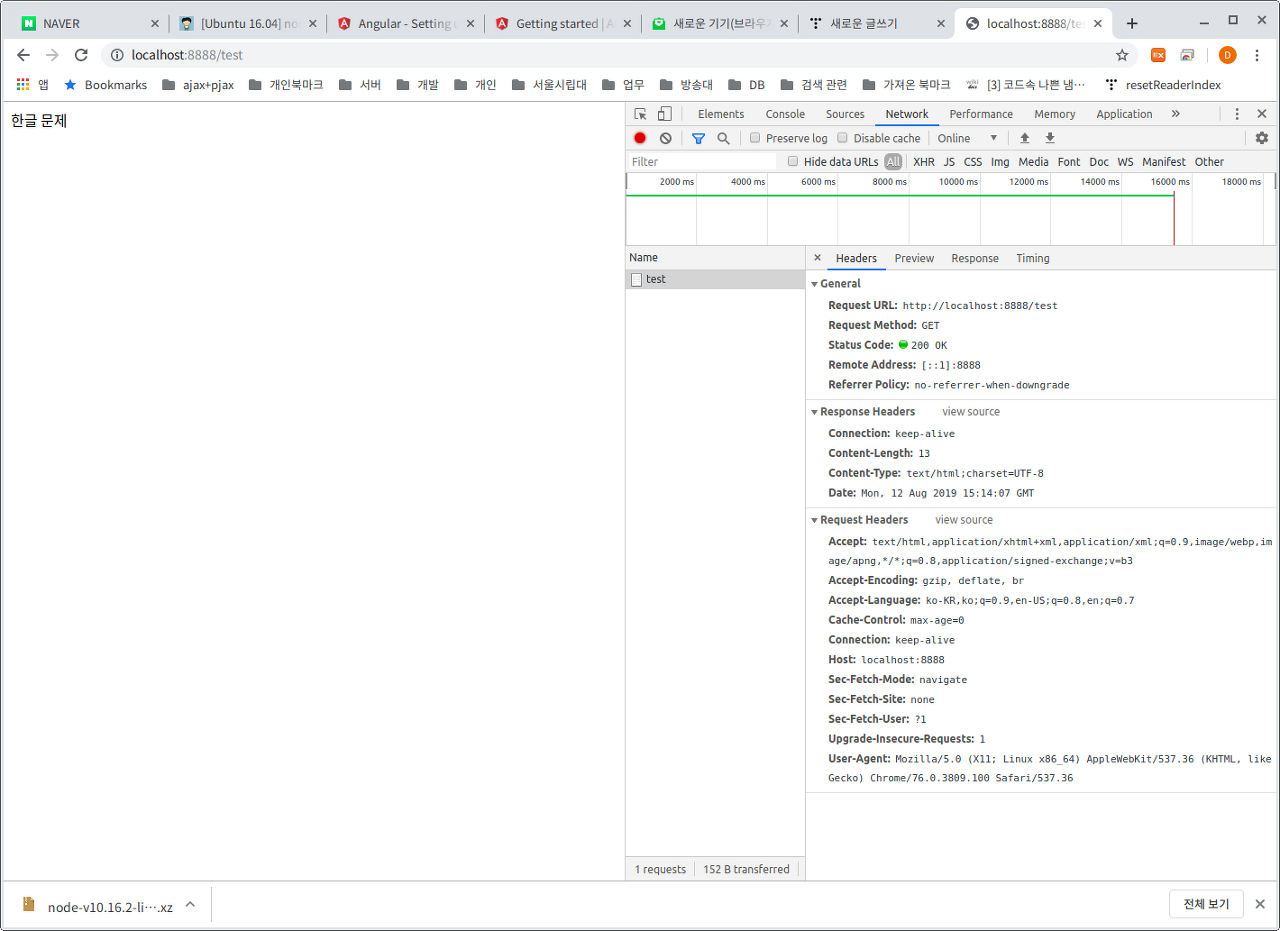 NAVER
[Ubuntu 16.04] no
Angular - Setting u
Getting started | A
새로운 기기(브라우저
새로운 글쓰기
localhost:8888/tes
localhost:8888/test
앱 Bookmarks ajax+pjax 개인북마크 서버 개발 개인 서울시립대 업무 방송대 DB 검색 관련 가져온 북마크 [3] 코드속 나쁜 냄… resetReaderIndex
한글 문제
Elements Console Sources Network Performance Memory Application »
Preserve log Disable cache Online
Filter Hide data URLs All XHR JS CSS Img Media Font Doc WS Manifest Other
2000 ms 4000 ms 6000 ms 8000 ms 10000 ms 12000 ms 14000 ms 16000 ms 18000 ms
Name
test
Headers Preview Response Timing
General
Request URL: http://localhost:8888/test
Request Method: GET
Status Code: 200 OK
Remote Address: [::1]:8888
Referrer Policy: no-referrer-when-downgrade
Response Headers view source
Connection: keep-alive
Content-Length: 13
Content-Type: text/html;charset=UTF-8
Date: Mon, 12 Aug 2019 15:14:07 GMT
Request Headers view source
Accept: text/html,application/xhtml+xml,application/xml;q=0.9,image/webp,im
age/apng,*/*;q=0.8,application/signed-exchange;v=b3
Accept-Encoding: gzip, deflate, br
Accept-Language: ko-KR,ko;q=0.9,en-US;q=0.8,en;q=0.7
Cache-Control: max-age=0
Connection: keep-alive
Host: localhost:8888
Sec-Fetch-Mode: navigate
Sec-Fetch-Site: none
Sec-Fetch-User: ?1
Upgrade-Insecure-Requests: 1
User-Agent: Mozilla/5.0 (X11; Linux x86_64) AppleWebKit/537.36 (KHTML, like
Gecko) Chrome/76.0.3809.100 Safari/537.36
1 requests 152 B transferred
node-v10.16.2-li….xz
전체 보기